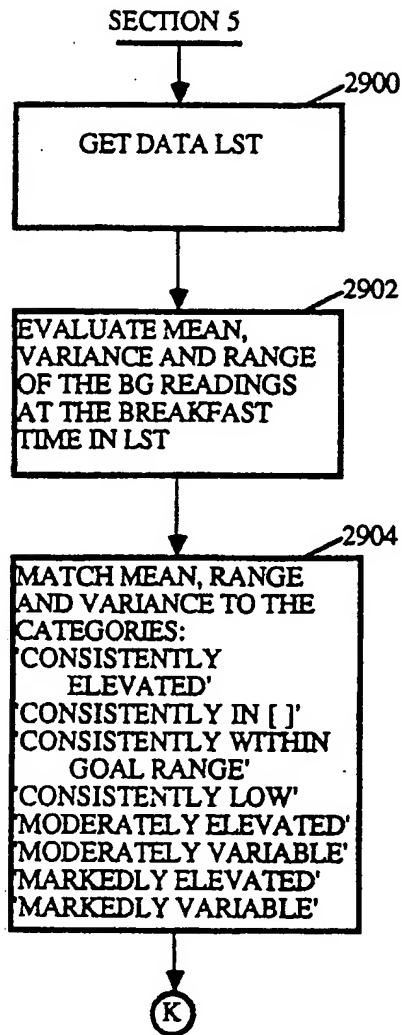 SECTION 5
2900
GET DATA LST
2902
EVALUATE MEAN,
VARIANCE AND RANGE
OF THE BG READINGS
AT THE BREAKFAST
TIME IN LST
2904
MATCH MEAN, RANGE
AND VARIANCE TO THE
CATEGORIES:
'CONSISTENTLY
ELEVATED'
'CONSISTENTLY IN [ ]'
'CONSISTENTLY WITHIN
GOAL RANGE'
'CONSISTENTLY LOW'
'MODERATELY ELEVATED'
'MODERATELY VARIABLE'
'MARKEDLY ELEVATED'
'MARKEDLY VARIABLE'
K